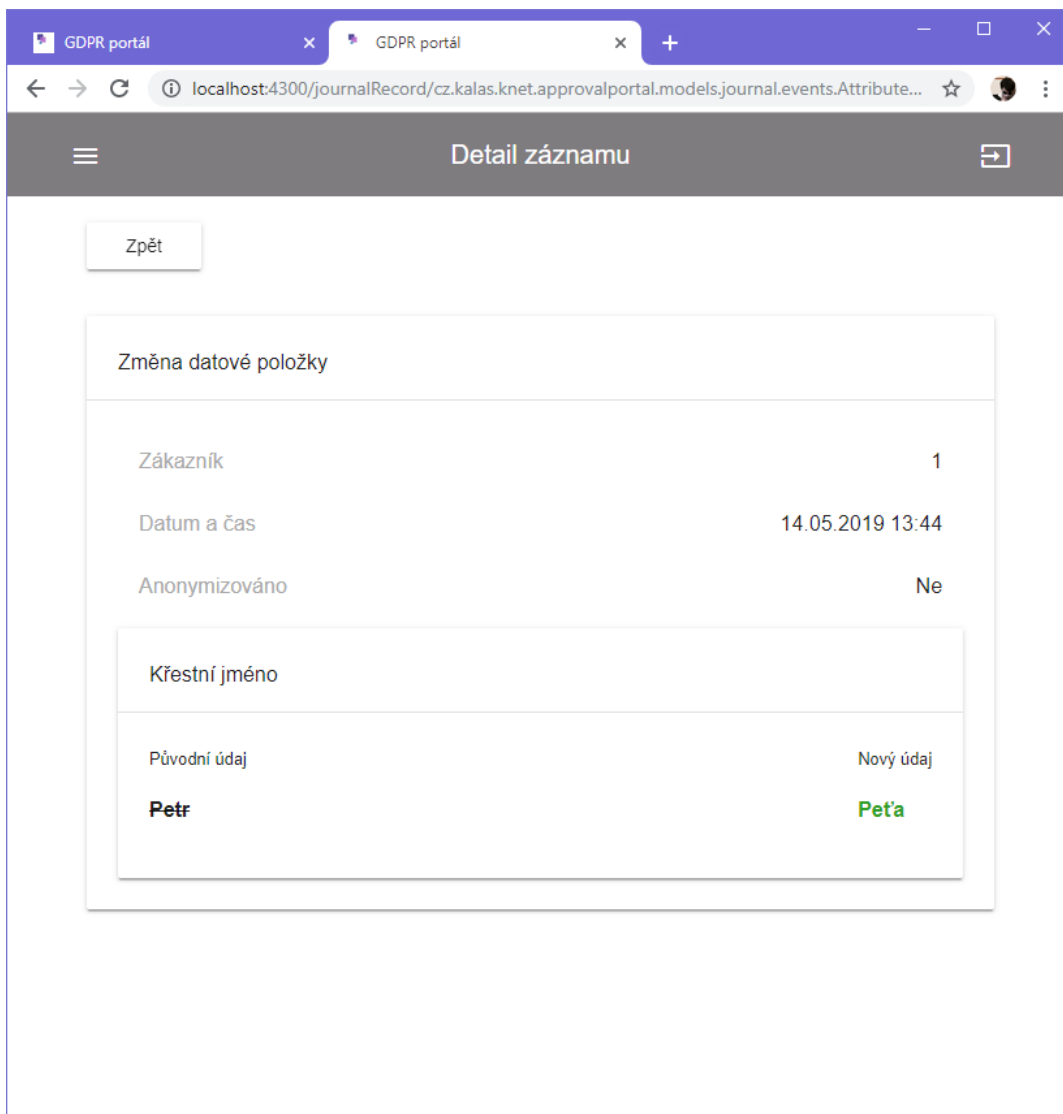 GDPR portál
GDPR portál
localhost:4300/journalRecord/cz.kalas.knet.approvalportal.models.journal.events.Attribute...
Detail záznamu
Zpět
Změna datové položky
Zákazník 1
Datum a čas 14.05.2019 13:44
Anonymizováno Ne
Křestní jméno
Původní údaj Nový údaj
Petr Peťa